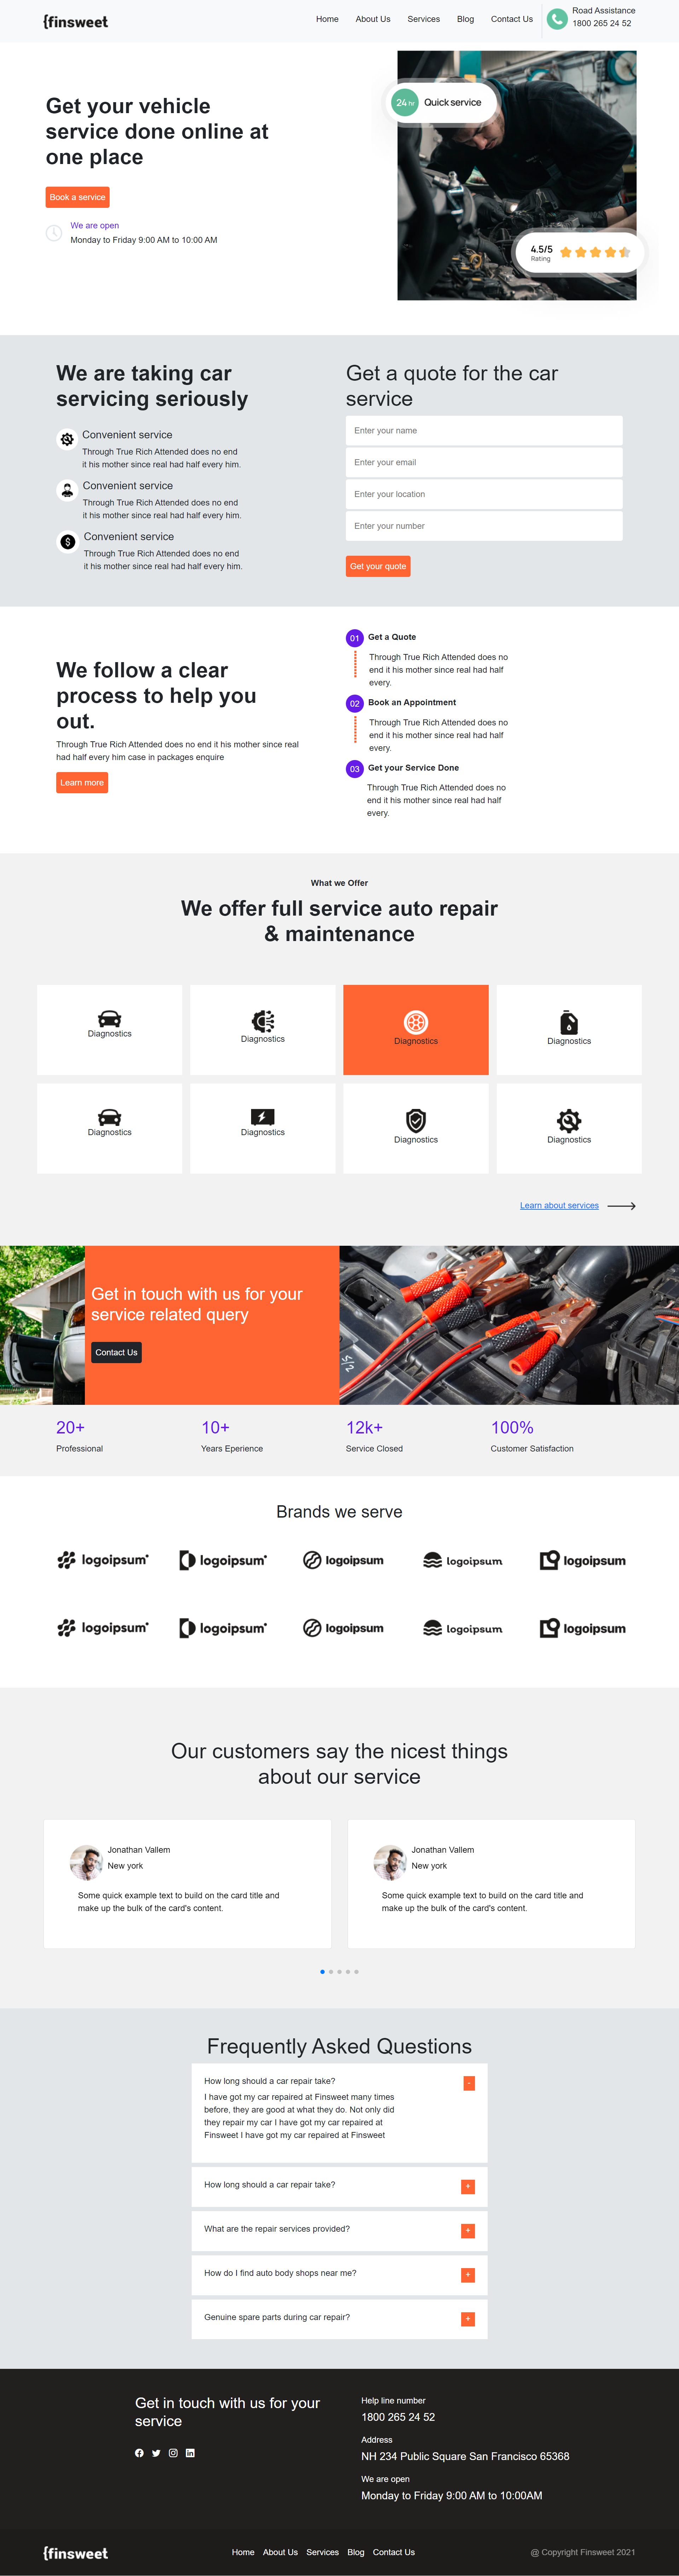 {finsweet
Home About Us Services Blog Contact Us
Road Assistance
1800 265 24 52
Get your vehicle
service done online at
one place
Book a service
We are open
Monday to Friday 9:00 AM to 10:00 AM
24 hr Quick service
4.5/5
Rating
We are taking car
servicing seriously
Convenient service
Through True Rich Attended does no end
it his mother since real had half every him.
Convenient service
Through True Rich Attended does no end
it his mother since real had half every him.
Convenient service
Through True Rich Attended does no end
it his mother since real had half every him.
Get a quote for the car
service
Enter your name
Enter your email
Enter your location
Enter your number
Get your quote
We follow a clear
process to help you
out.
Through True Rich Attended does no end it his mother since real
had half every him case in packages enquire
Learn more
01 Get a Quote
Through True Rich Attended does no
end it his mother since real had half
every.
02 Book an Appointment
Through True Rich Attended does no
end it his mother since real had half
every.
03 Get your Service Done
Through True Rich Attended does no
end it his mother since real had half
every.
What we Offer
We offer full service auto repair
& maintenance
Diagnostics
Diagnostics
Diagnostics
Diagnostics
Diagnostics
Diagnostics
Diagnostics
Diagnostics
Learn about services
Get in touch with us for your
service related query
Contact Us
20+
Professional
10+
Years Eperience
12k+
Service Closed
100%
Customer Satisfaction
Brands we serve
logoipsum logoipsum logoipsum logoipsum logoipsum
logoipsum logoipsum logoipsum logoipsum logoipsum
Our customers say the nicest things
about our service
Jonathan Vallem
New york
Some quick example text to build on the card title and
make up the bulk of the card's content.
Jonathan Vallem
New york
Some quick example text to build on the card title and
make up the bulk of the card's content.
Frequently Asked Questions
How long should a car repair take? -
I have got my car repaired at Finsweet many times
before, they are good at what they do. Not only did
they repair my car I have got my car repaired at
Finsweet I have got my car repaired at Finsweet
How long should a car repair take? +
What are the repair services provided? +
How do I find auto body shops near me? +
Genuine spare parts during car repair? +
Get in touch with us for your
service
Help line number
1800 265 24 52
Address
NH 234 Public Square San Francisco 65368
We are open
Monday to Friday 9:00 AM to 10:00AM
{finsweet
Home About Us Services Blog Contact Us
@ Copyright Finsweet 2021